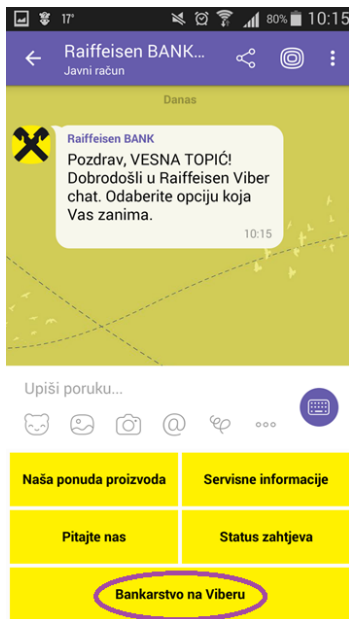 17° 80% 10:15
Raiffeisen BANK...
Javni račun
Danas
Raiffeisen BANK
Pozdrav, VESNA
TOPIĆ!
Dobrodošli u Raiffeisen Viber
chat. Odaberite opciju koja
Vas zanima.
10:15
Upiši poruku...
@
Naša ponuda proizvoda
Servisne informacije
Pitajte nas
Status zahtjeva
Bankarstvo na Viberu